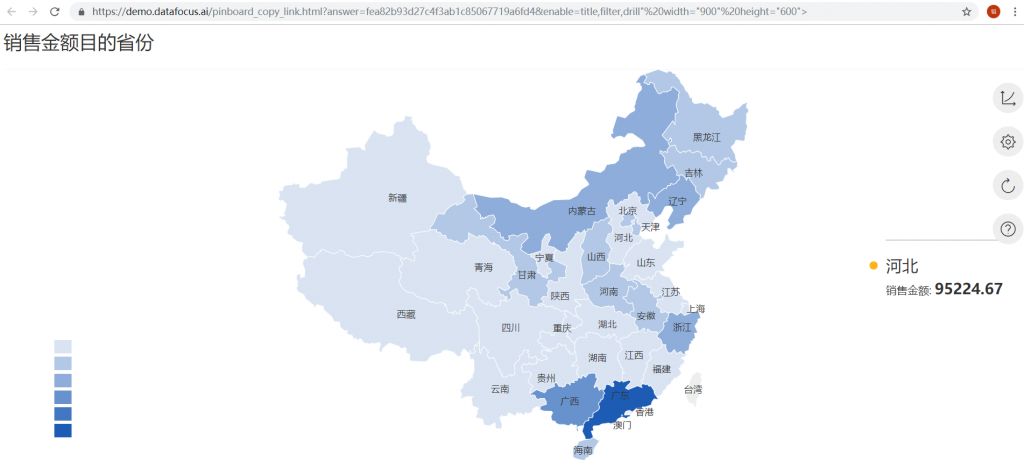 https://demo.datafocus.ai/pinboard_copy_link.html?answer=fea82b93d27c4f3ab1c85067719a6fd4&enable=title,filter,drill"%20width="900"%20height="600">
销售金额目的省份
黑龙江
吉林
新疆
辽宁
内蒙古
北京
天津
河北
宁夏
山西
山东
青海
甘肃
陕西
河南
江苏
上海
西藏
安徽
四川
重庆
湖北
浙江
湖南
江西
福建
贵州
云南
台湾
广西
广东
香港
澳门
海南
河北
销售金额: 95224.67